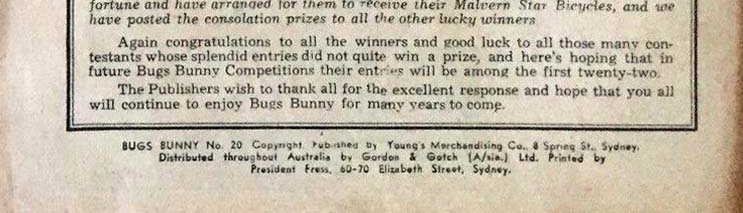 fortune and have arranged for them to receive their Malvern Star Bicycles, and we
have posted the consolation prizes to all the other lucky winners
Again congratulations to all the winners and good luck to all those many con-
testants whose splendid entries did not quite win a prize, and here's hoping that in
future Bugs Bunny Competitions their entries will be among the first twenty-two.
The Publishers wish to thank all for the excellent response and hope that you all
will continue to enjoy Bugs Bunny for many years to come.
BUGS BUNNY No. 20 Copyright. Published by Young's Merchandising Co., 8 Spring St., Sydney.
Distributed throughout Australia by Gordon & Gotch (A/sia.) Ltd. Printed by
President Press, 60-70 Elizabeth Street, Sydney.